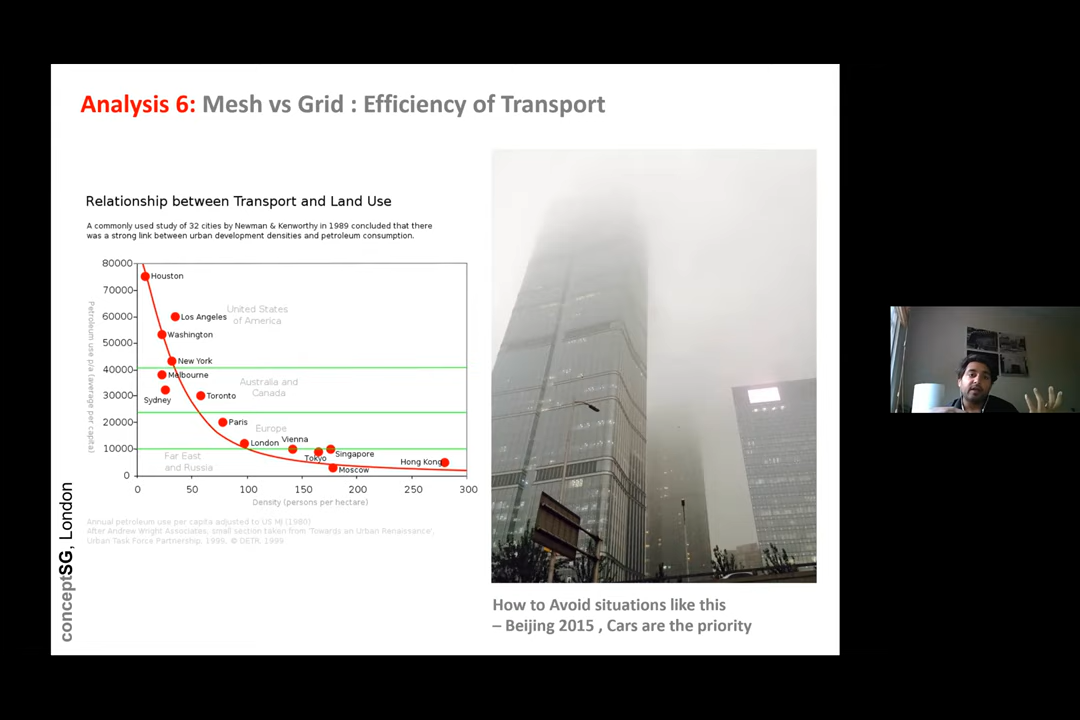 Analysis 6: Mesh vs Grid : Efficiency of Transport
Relationship between Transport and Land Use
A commonly used study of 32 cities by Newman & Kenworthy in 1989 concluded that there
was a strong link between urban development densities and petroleum consumption.
Petroleum use p/a (average per capita)
80000
70000
60000
50000
40000
30000
20000
10000
0
Houston
Los Angeles
United States
of America
Washington
New York
Melbourne
Australia and
Canada
Sydney
Toronto
Paris
Europe
London
Vienna
Far East
and Russia
Tokyo
Singapore
Hong Kong
Moscow
0 50 100 150 200 250 300
Density (persons per hectare)
Annual petroleum use per capita adjusted to US MJ (1980)
After Andrew Wright Associates, small section taken from 'Towards an Urban Renaissance',
Urban Task Force Partnership, 1999, © DETR, 1999
conceptSG, London
How to Avoid situations like this
– Beijing 2015 , Cars are the priority